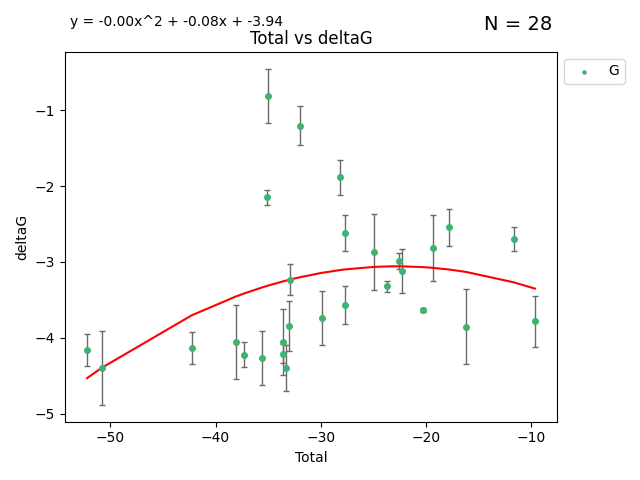 y = -0.00x^2 + -0.08x + -3.94
N = 28
Total vs deltaG
G
−1
−2
−3
−4
−5
deltaG
−50
−40
−30
−20
−10
Total